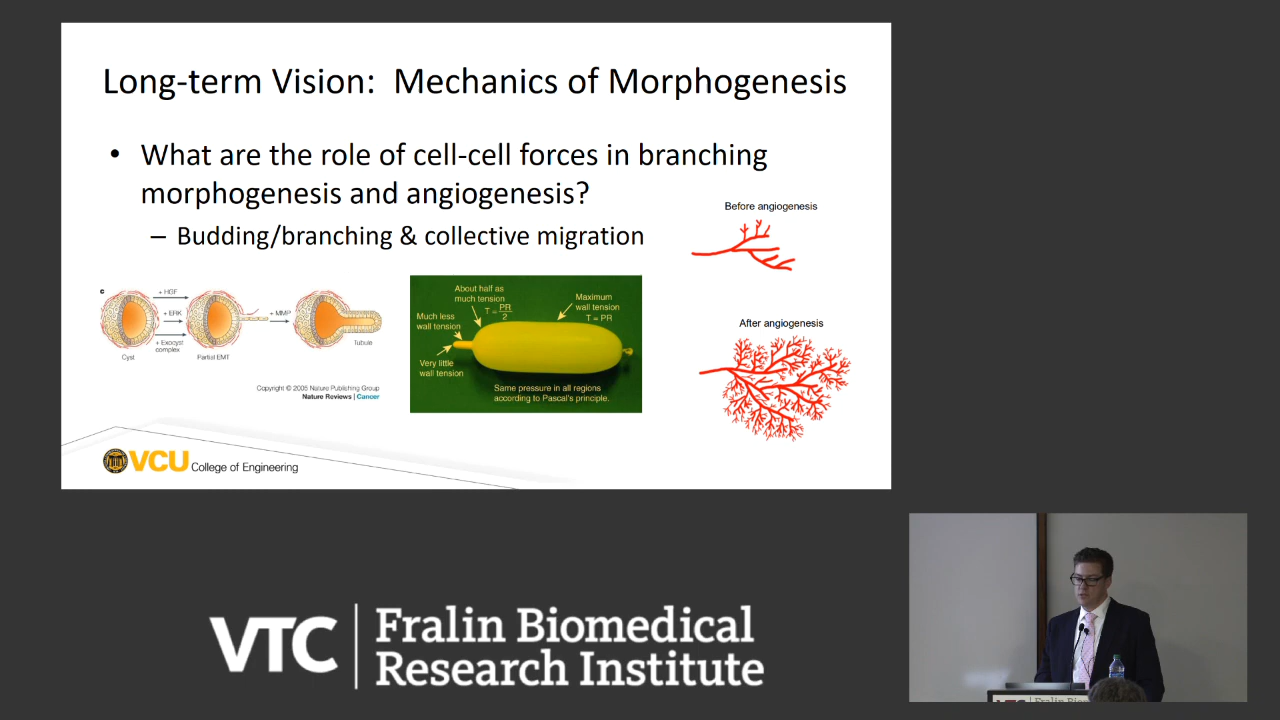 Long-term Vision: Mechanics of Morphogenesis
• What are the role of cell-cell forces in branching
morphogenesis and angiogenesis?
– Budding/branching & collective migration
c
+ HGF
+ ERK
+ Exocyst
complex
+ MMP
Cyst
Partial EMT
Tubule
Copyright © 2005 Nature Publishing Group
Nature Reviews | Cancer
About half as
much tension
T = PR
2
Maximum
wall tension
T = PR
Much less
wall tension
Very little
wall tension
Same pressure in all regions
according to Pascal's principle.
Before angiogenesis
After angiogenesis
VCU College of Engineering
VTC Fralin Biomedical
Research Institute